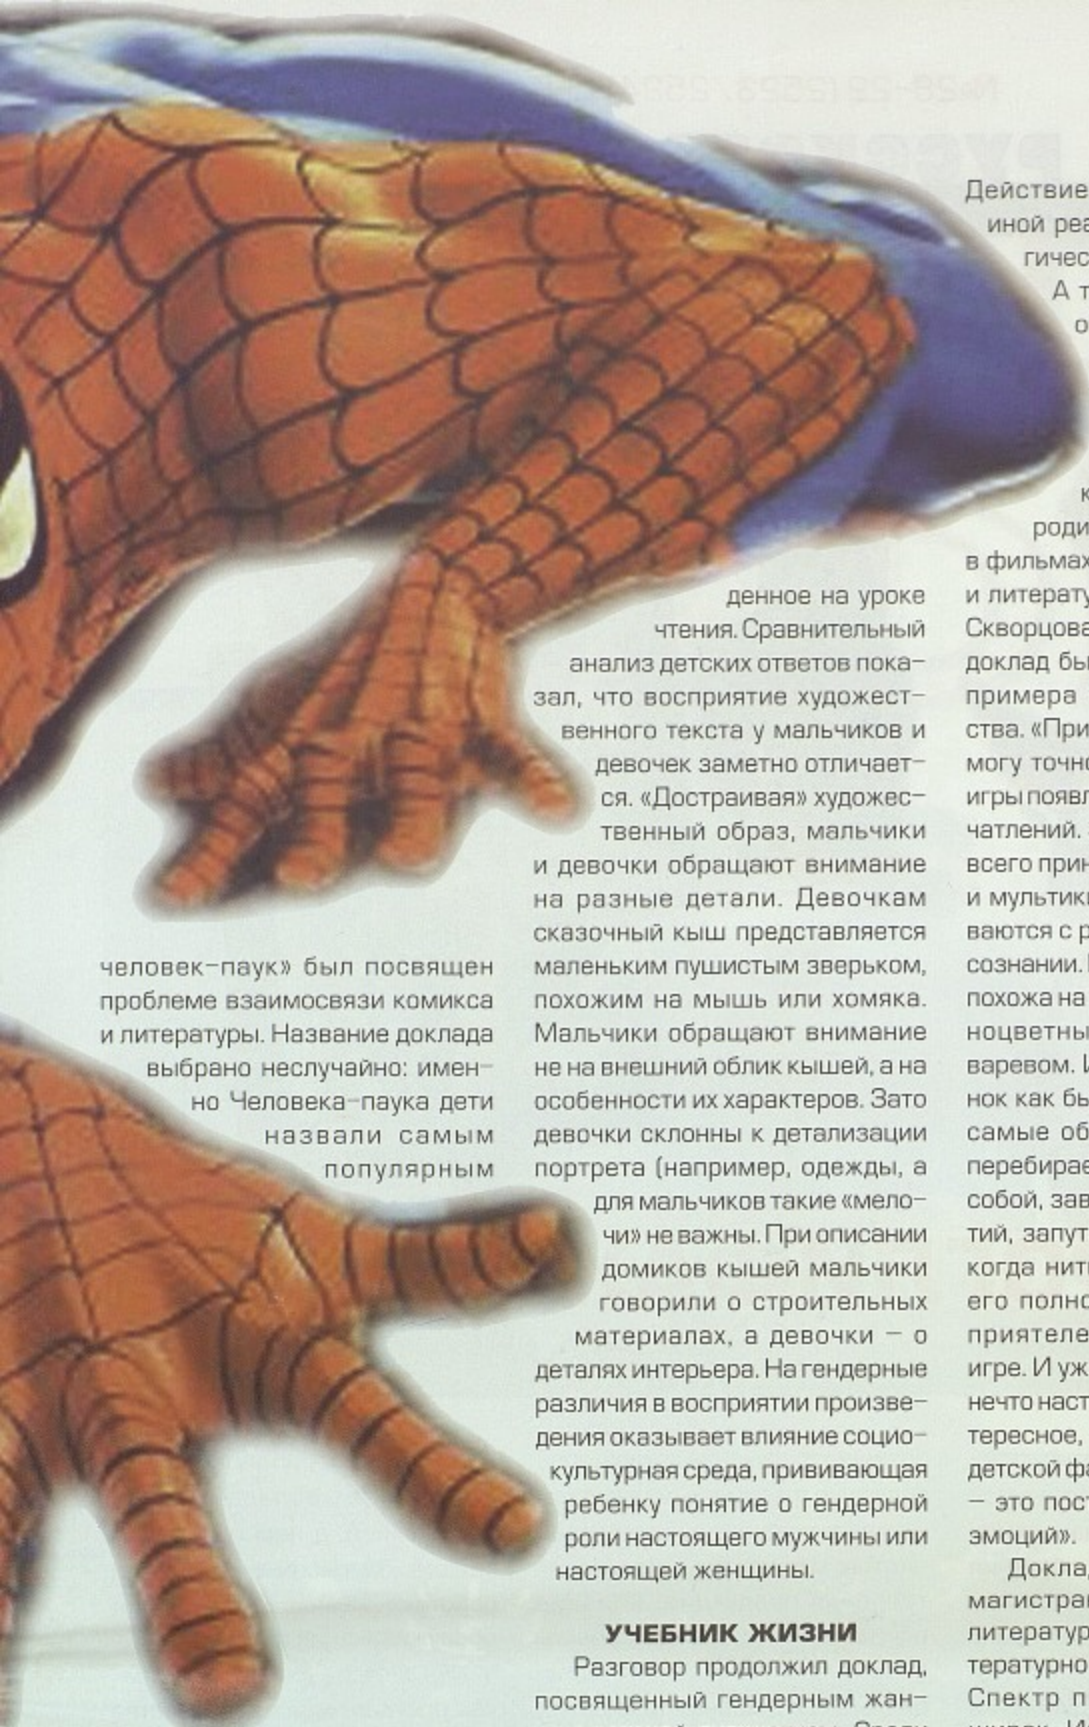 человек-паук» был посвящен
проблеме взаимосвязи комикса
и литературы. Название доклада
выбрано неслучайно: имен-
но Человека-паука дети
назвали самым
популярным
денное на уроке
чтения. Сравнительный
анализ детских ответов пока-
зал, что восприятие художест-
венного текста у мальчиков и
девочек заметно отличает-
ся. «Достраивая» художес-
твенный образ, мальчики
и девочки обращают внимание
на разные детали. Девочкам
сказочный кыш представляется
маленьким пушистым зверьком,
похожим на мышь или хомяка.
Мальчики обращают внимание
не на внешний облик кышей, а на
особенности их характеров. Зато
девочки склонны к детализации
портрета (например, одежды, а
для мальчиков такие «мело-
чи» не важны. При описании
домиков кышей мальчики
говорили о строительных
материалах, а девочки – о
деталях интерьера. На гендерные
различия в восприятии произве-
дения оказывает влияние социо-
культурная среда, прививающая
ребенку понятие о гендерной
роли настоящего мужчины или
настоящей женщины.
УЧЕБНИК ЖИЗНИ
Разговор продолжил доклад,
посвященный гендерным жан-
Действие
иной реа
гичес
А т
о
к
роди
в фильмах
и литерату
Скворцова
доклад бы
примера
ства. «При
могу точно
игры появл
чатлений.
всего прин
и мультики
ваются с р
сознании.
похожа на
ноцветны
варевом. И
нок как бы
самые об
перебирае
собой, зав
тий, запут
когда нит
его полно
приятеле
игре. И уж
нечто наст
тересное,
детской фа
– это пост
эмоций».
Докла
магистра
литератур
тературно
Спектр п